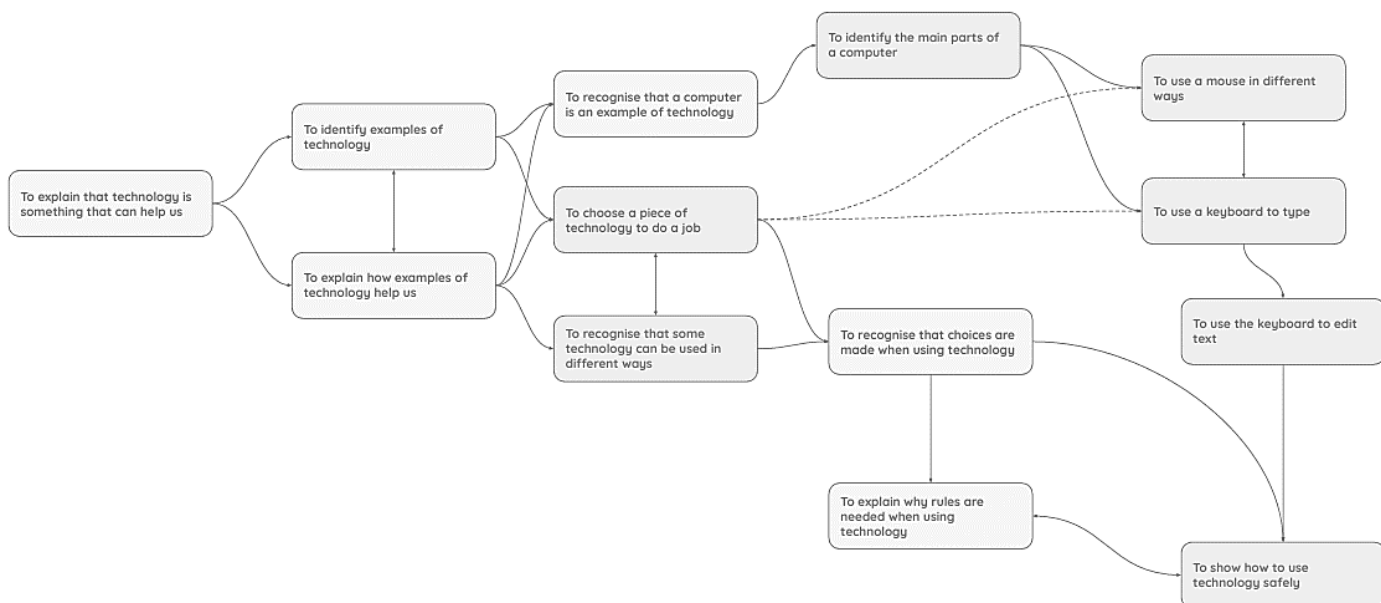 To explain that technology is
something that can help us
To identify examples of
technology
To explain how examples of
technology help us
To recognise that a computer
is an example of technology
To choose a piece of
technology to do a job
To recognise that some
technology can be used in
different ways
To identify the main parts of
a computer
To recognise that choices are
made when using technology
To explain why rules are
needed when using
technology
To use a mouse in different
ways
To use a keyboard to type
To use the keyboard to edit
text
To show how to use
technology safely